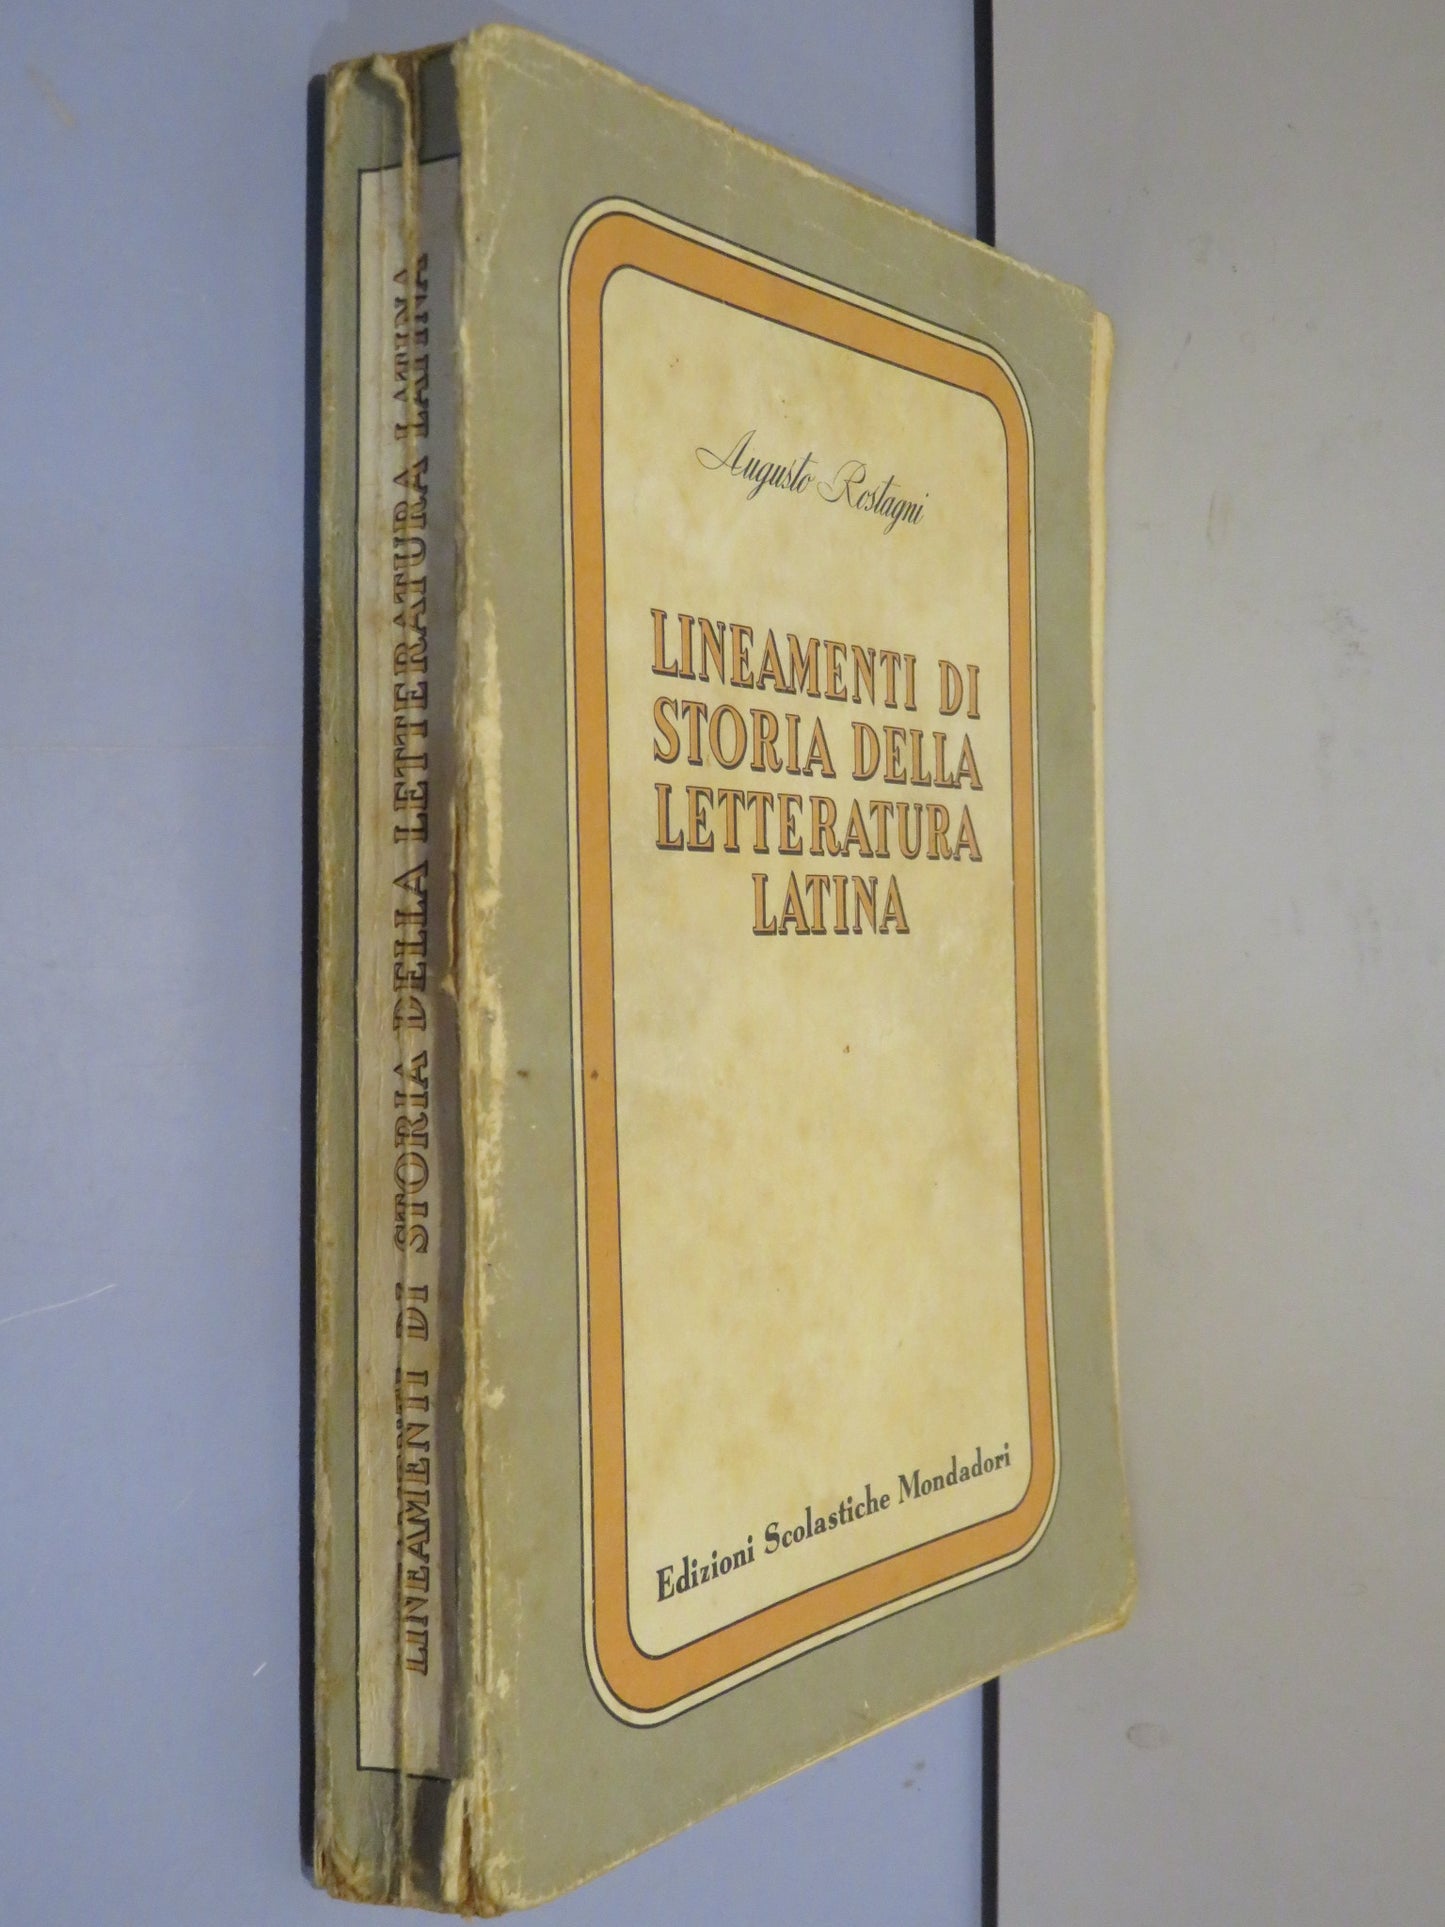 LINEAMENTI DI STORIA DELLA LETTERATURA LATINA
Augusto Rostagni
LINEAMENTI DI
STORIA DELLA
LETTERATURA
LATINA
Edizioni Scolastiche Mondadori